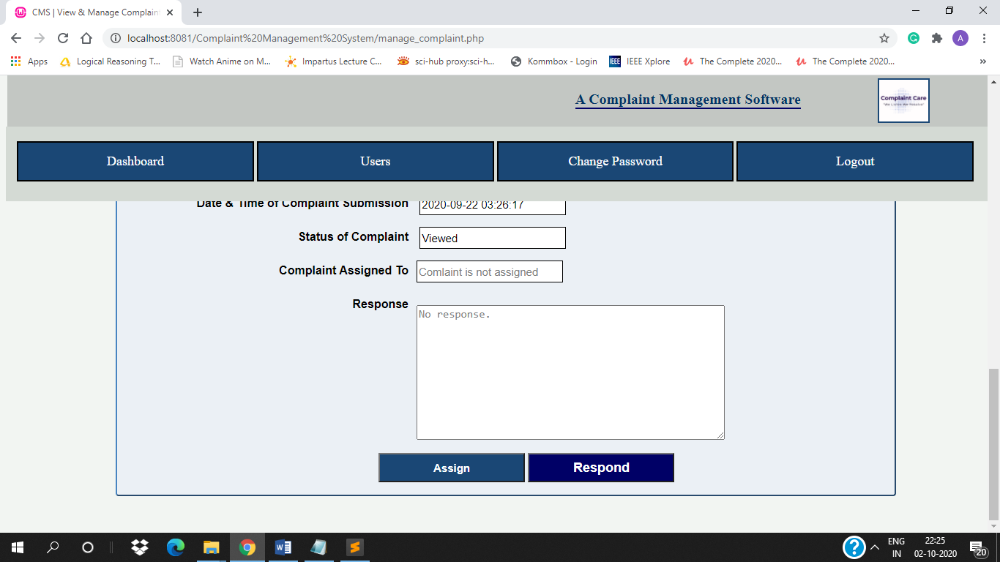 CMS | View & Manage Complain
localhost:8081/Complaint%20Management%20System/manage_complaint.php
A
Apps
Logical Reasoning T...
Watch Anime on M...
Impartus Lecture C...
sci-hub proxy:sci-h...
Kommbox - Login
IEEE
IEEE Xplore
The Complete 2020...
The Complete 2020...
»
A Complaint Management Software
Complaint Care
Dashboard
Users
Change Password
Logout
Date & Time of Complaint Submission
2020-09-22 03:26:17
Status of Complaint
Viewed
Complaint Assigned To
Comlaint is not assigned
Response
No response.
Assign
Respond
ENG
IN
22:25
02-10-2020
20